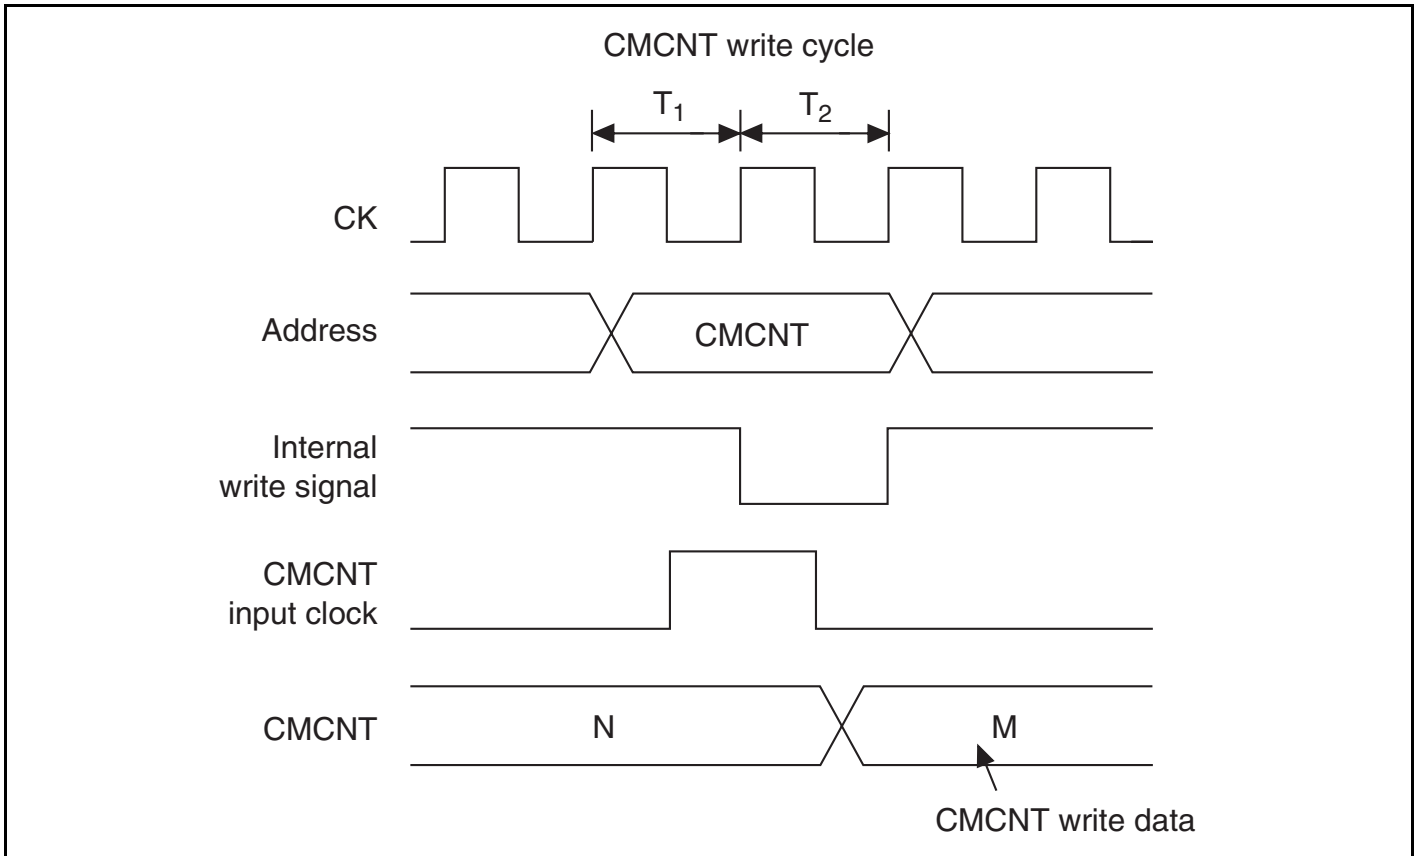 CMCNT write cycle
T1 T2
CK
Address
CMCNT
Internal
write signal
CMCNT
input clock
CMCNT
N
M
CMCNT write data